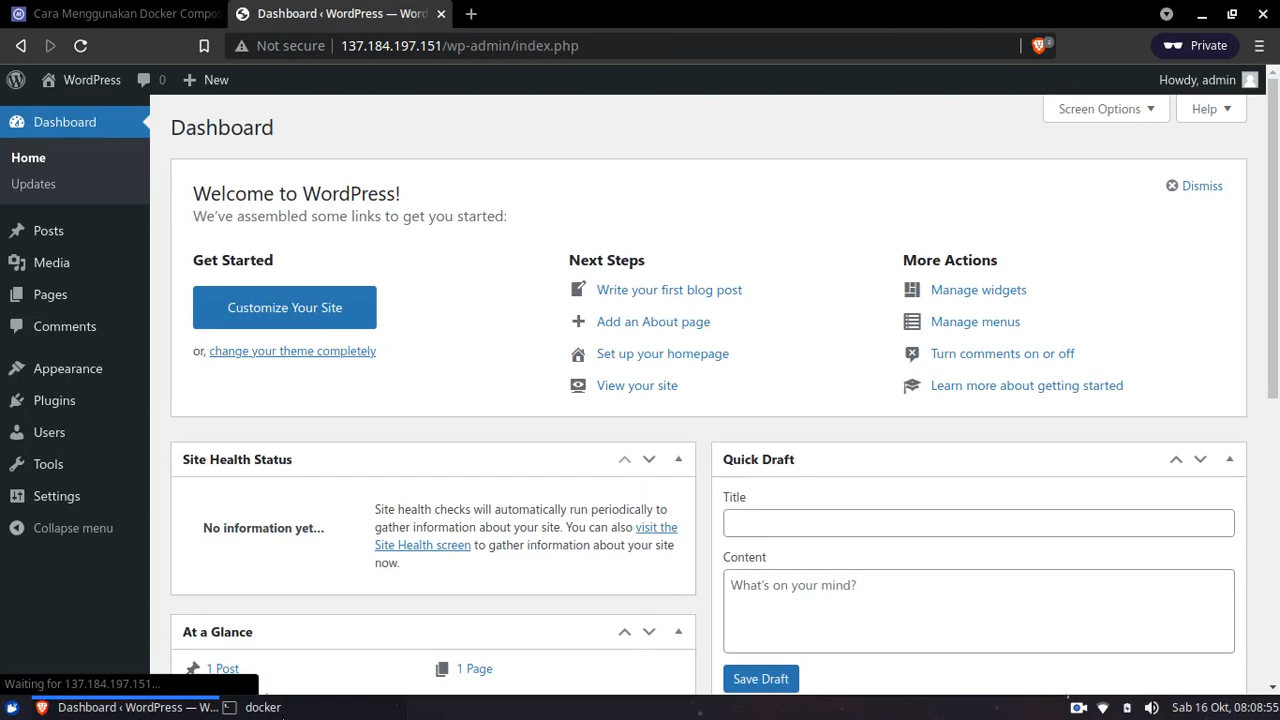 Cara Menggunakan Docker Compos
Dashboard ‹ WordPress — Word
Not secure
137.184.197.151/wp-admin/index.php
2
Private
WordPress
0
New
Howdy, admin
Dashboard
Home
Updates
Posts
Media
Pages
Comments
Appearance
Plugins
Users
Tools
Settings
Collapse menu
Screen Options
Help
Dashboard
Welcome to WordPress!
Dismiss
We've assembled some links to get you started:
Get Started
Customize Your Site
or, change your theme completely
Next Steps
Write your first blog post
Add an About page
Set up your homepage
View your site
More Actions
Manage widgets
Manage menus
Turn comments on or off
Learn more about getting started
Site Health Status
No information yet...
Site health checks will automatically run periodically to
gather information about your site. You can also visit the
Site Health screen to gather information about your site
now.
At a Glance
1 Post
1 Page
Quick Draft
Title
Content
What's on your mind?
Save Draft
Waiting for 137.184.197.151...
Dashboard ‹ WordPress — W...
docker
Sab 16 Okt, 08:08:55